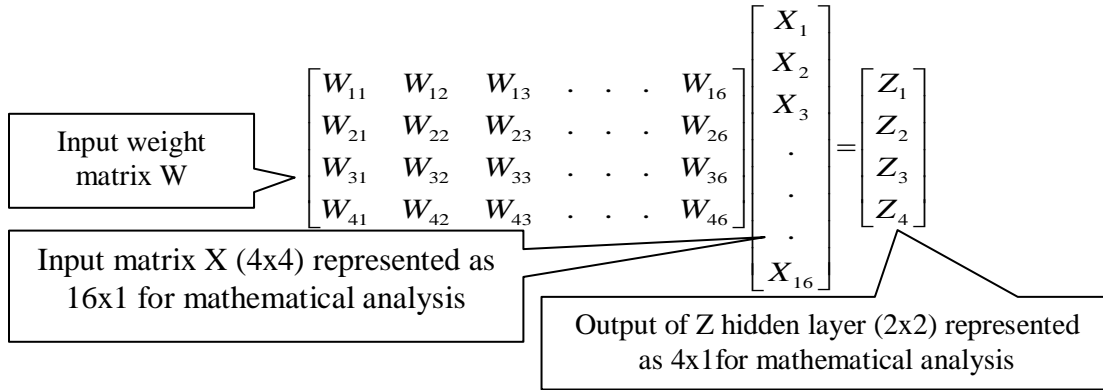 W₁₁ W₁₂ W₁₃ . . . W₁₆
W₂₁ W₂₂ W₂₃ . . . W₂₆
W₃₁ W₃₂ W₃₃ . . . W₃₆
W₄₁ W₄₂ W₄₃ . . . W₄₆
X₁
X₂
X₃
.
.
.
X₁₆
=
Z₁
Z₂
Z₃
Z₄
Input weight
matrix W
Input matrix X (4x4) represented as
16x1 for mathematical analysis
Output of Z hidden layer (2x2) represented
as 4x1for mathematical analysis